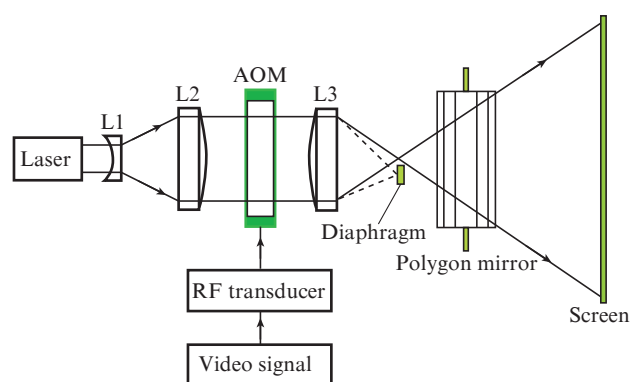 AOM
L2
L3
L1
Laser
Diaphragm
Polygon mirror
RF transducer
Screen
Video signal